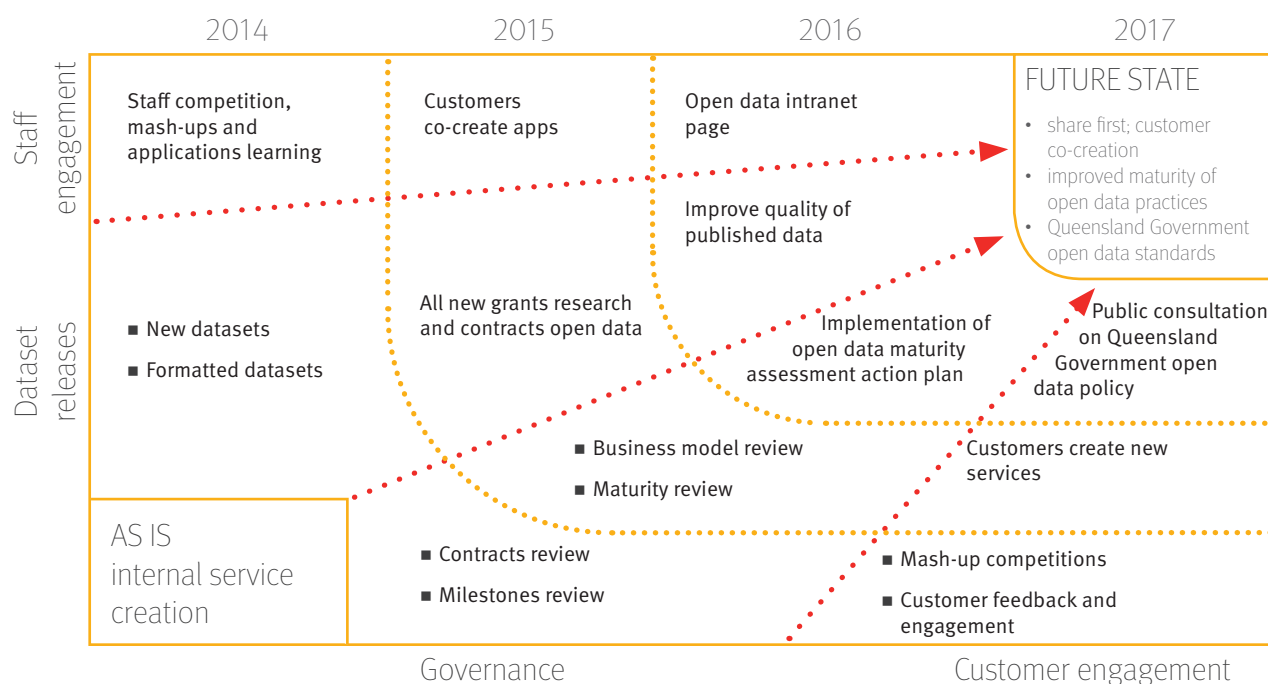 2014
2015
2016
2017
Staff
engagement
Dataset
releases
Staff competition,
mash-ups and
applications learning
Customers
co-create apps
Open data intranet
page
FUTURE STATE
• share first; customer
co-creation
• improved maturity of
open data practices
• Queensland Government
open data standards
Improve quality of
published data
■ New datasets
■ Formatted datasets
All new grants research
and contracts open data
Implementation of
open data maturity
assessment action plan
Public consultation
on Queensland
Government open
data policy
■ Business model review
■ Maturity review
Customers create new
services
AS IS
internal service
creation
■ Contracts review
■ Milestones review
■ Mash-up competitions
■ Customer feedback and
engagement
Governance
Customer engagement